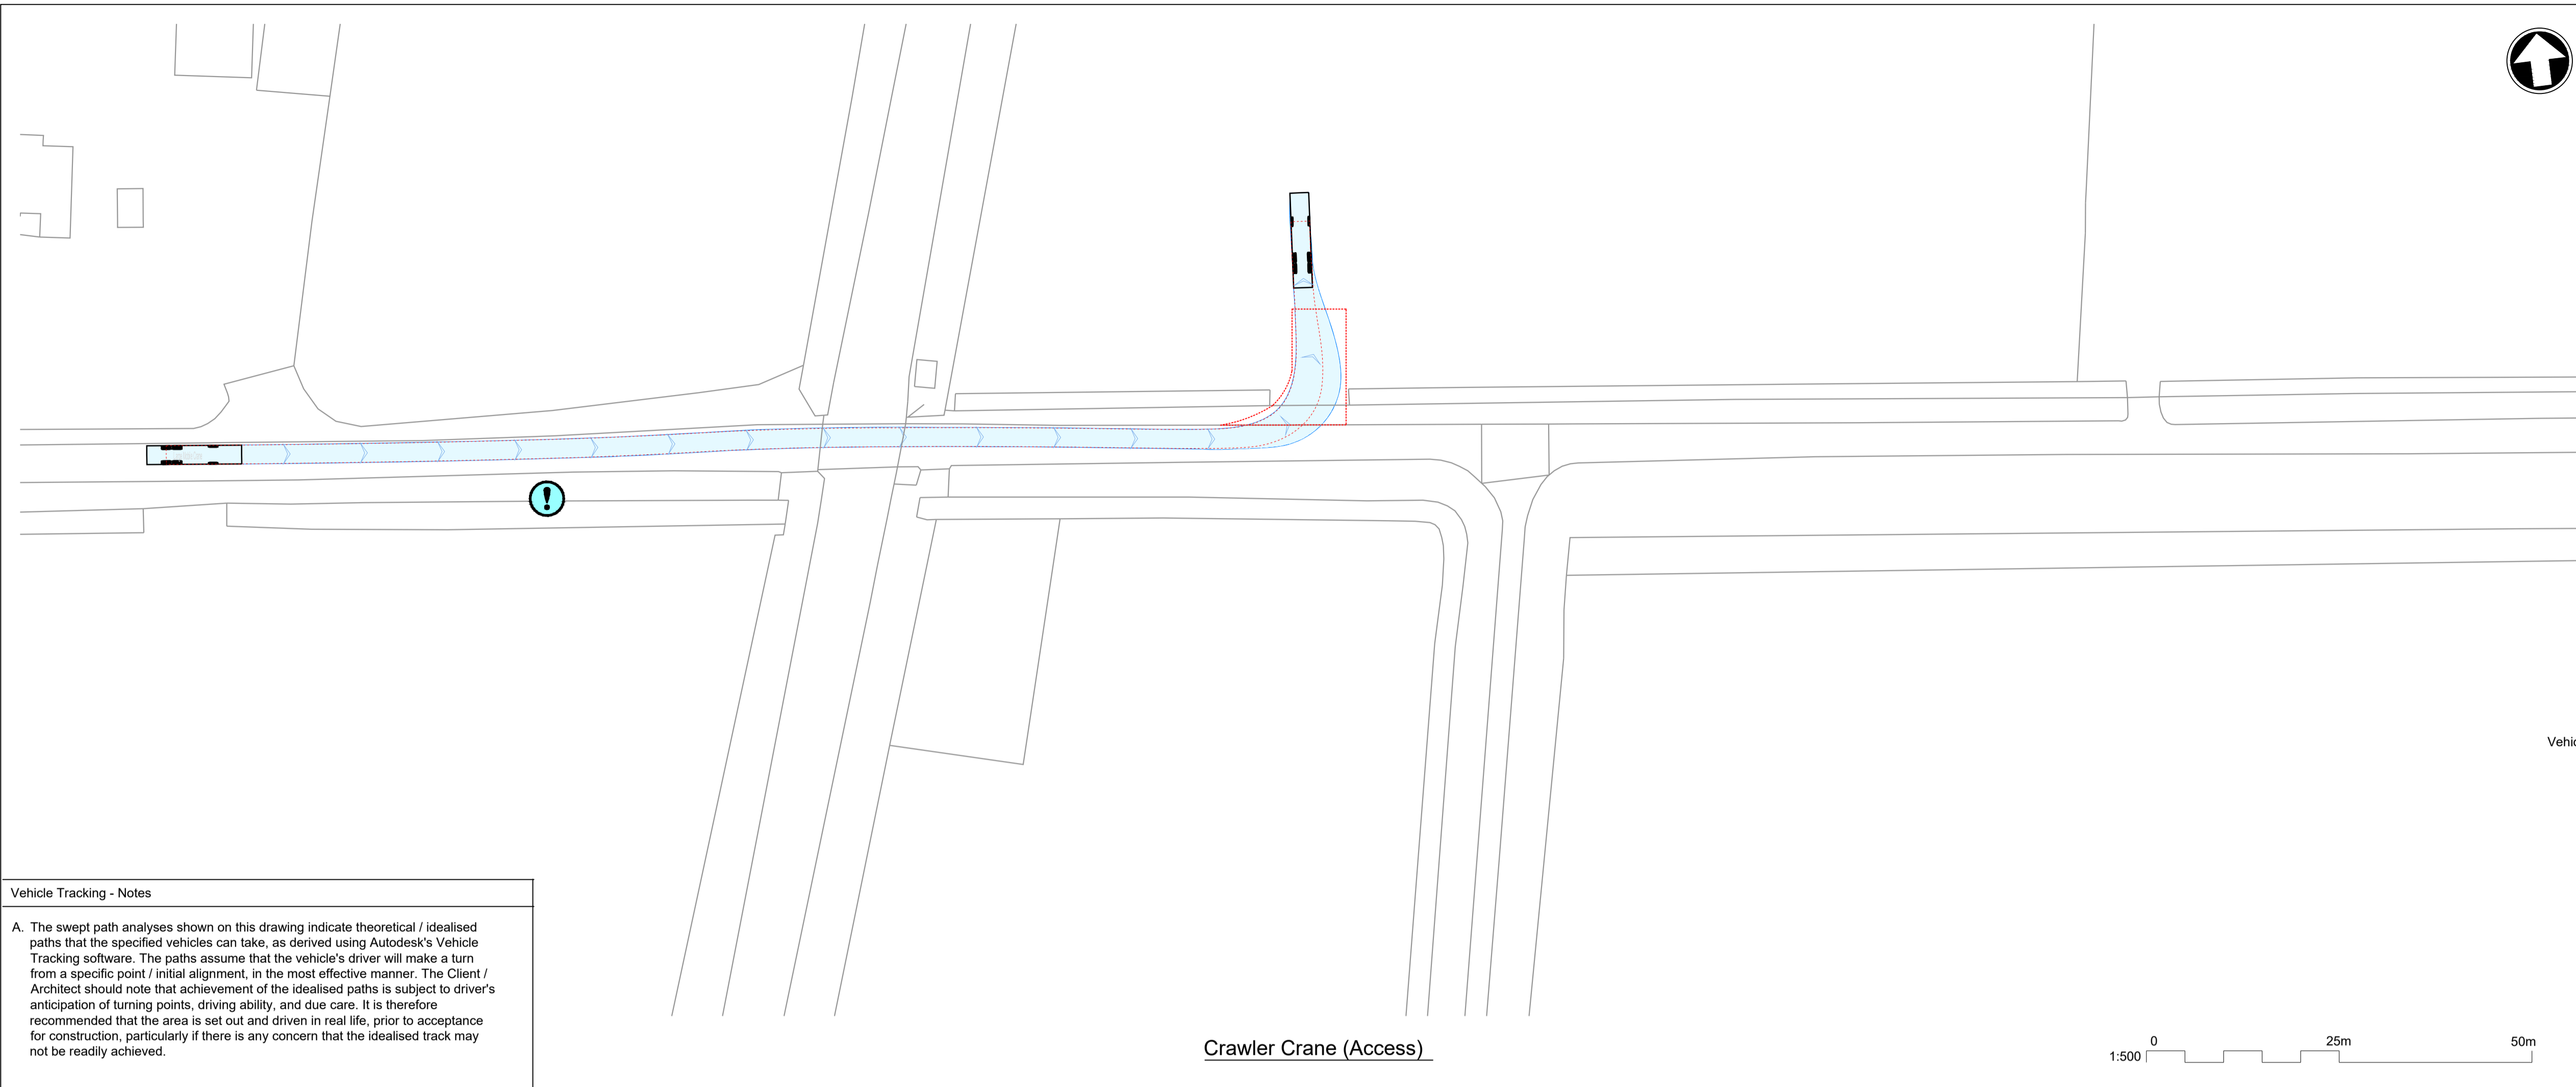 Vehic
Vehicle Tracking - Notes
A. The swept path analyses shown on this drawing indicate theoretical / idealised
paths that the specified vehicles can take, as derived using Autodesk's Vehicle
Tracking software. The paths assume that the vehicle's driver will make a turn
from a specific point / initial alignment, in the most effective manner. The Client /
Architect should note that achievement of the idealised paths is subject to driver's
anticipation of turning points, driving ability, and due care. It is therefore
recommended that the area is set out and driven in real life, prior to acceptance
for construction, particularly if there is any concern that the idealised track may
not be readily achieved.
Crawler Crane (Access)
0 25m 50m
1:500